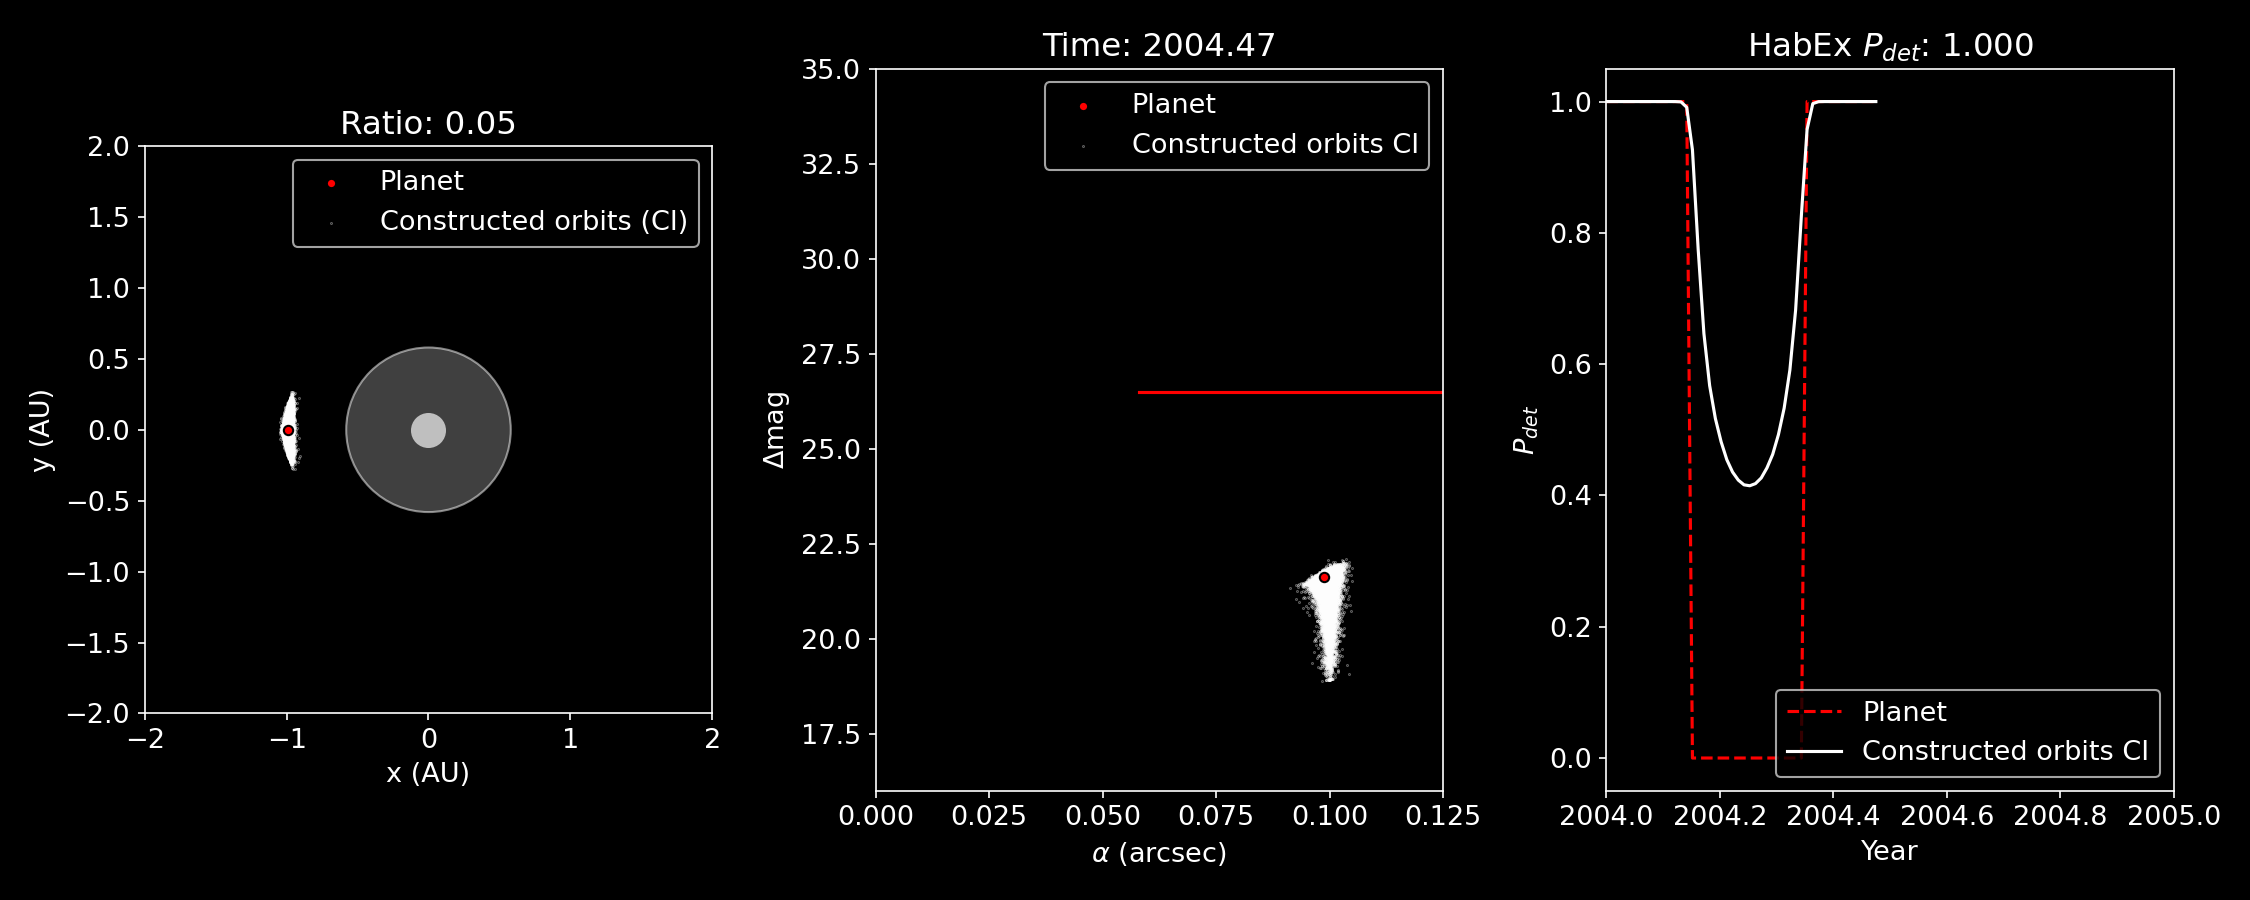 Ratio: 0.05
Planet
Constructed orbits (CI)
2.0
1.5
1.0
0.5
0.0
−0.5
−1.0
−1.5
−2.0
y (AU)
−2
−1
0
1
2
x (AU)
Time: 2004.47
Planet
Constructed orbits CI
35.0
32.5
30.0
27.5
25.0
22.5
20.0
17.5
Δmag
0.000
0.025
0.050
0.075
0.100
0.125
α (arcsec)
HabEx P_det: 1.000
1.0
0.8
0.6
0.4
0.2
0.0
P_det
Planet
Constructed orbits CI
2004.0
2004.2
2004.4
2004.6
2004.8
2005.0
Year